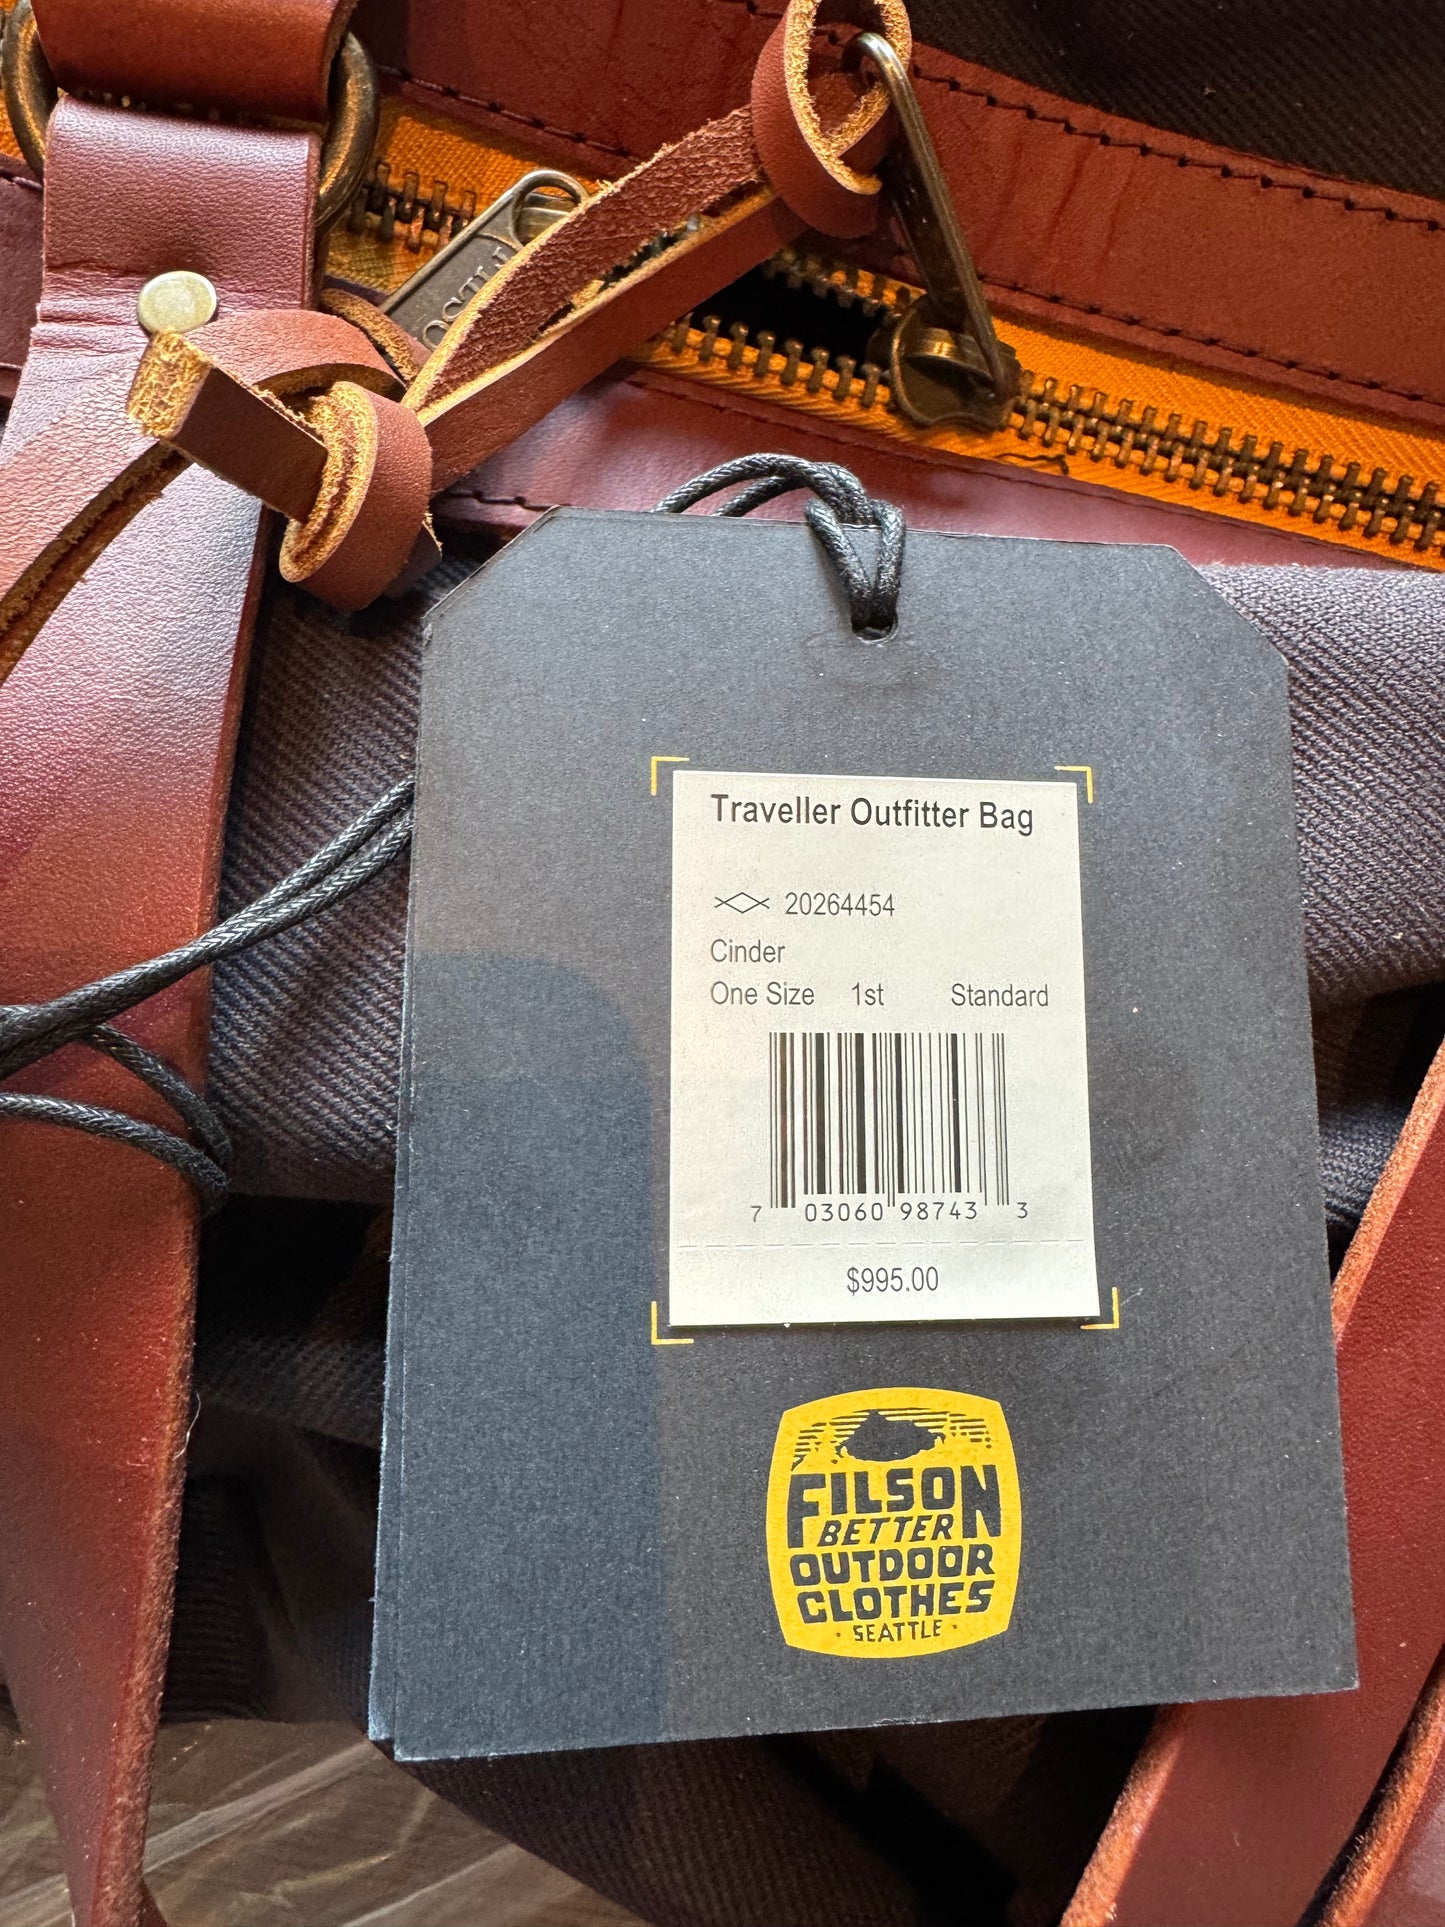 Traveller Outfitter Bag
20264454
Cinder
One Size 1st Standard
7 03060 98743 3
$995.00
FILSON
BETTER
OUTDOOR
CLOTHES
· SEATTLE ·